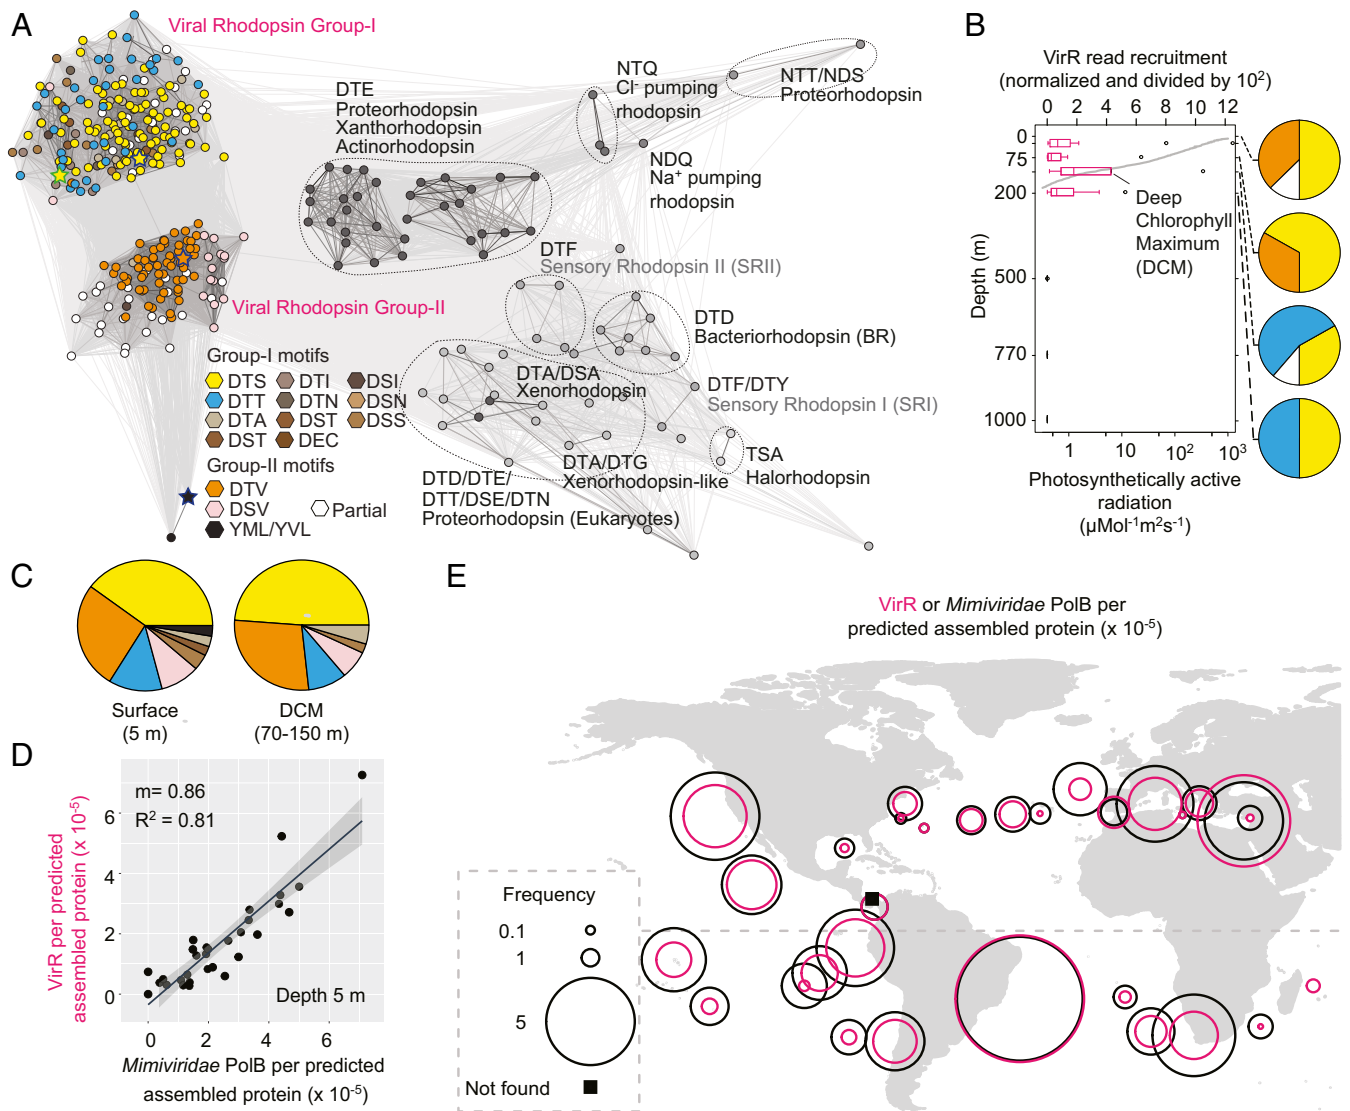 A
Viral Rhodopsin Group-I
DTE
Proteorhodopsin
Xanthorhodopsin
Actinorhodopsin
NTQ
Cl- pumping
rhodopsin
NTT/NDS
Proteorhodopsin
NDQ
Na+ pumping
rhodopsin
DTF
Sensory Rhodopsin II (SRII)
Viral Rhodopsin Group-II
DTD
Bacteriorhodopsin (BR)
DTA/DSA
Xenorhodopsin
DTF/DTY
Sensory Rhodopsin I (SRI)
TSA
Halorhodopsin
DTA/DTG
Xenorhodopsin-like
DTD/DTE/
DTT/DSE/DTN
Proteorhodopsin (Eukaryotes)
Group-I motifs
DTS DTI DSI
DTT DTN DSN
DTA DST DSS
DST DEC
Group-II motifs
DTV
DSV Partial
YML/YVL
B
VirR read recruitment
(normalized and divided by 10²)
0 2 4 6 8 10 12
0
75
200
500
770
1000
Depth (m)
Deep
Chlorophyll
Maximum
(DCM)
1 10 10² 10³
Photosynthetically active
radiation
(µMol⁻¹m²s⁻¹)
C
Surface
(5 m)
DCM
(70-150 m)
D
m= 0.86
R² = 0.81
6
4
2
0
VirR per predicted
assembled protein (x 10⁻⁵)
Depth 5 m
0 2 4 6
Mimiviridae PolB per predicted
assembled protein (x 10⁻⁵)
E
VirR or Mimiviridae PolB per
predicted assembled protein (x 10⁻⁵)
Frequency
0.1
1
5
Not found